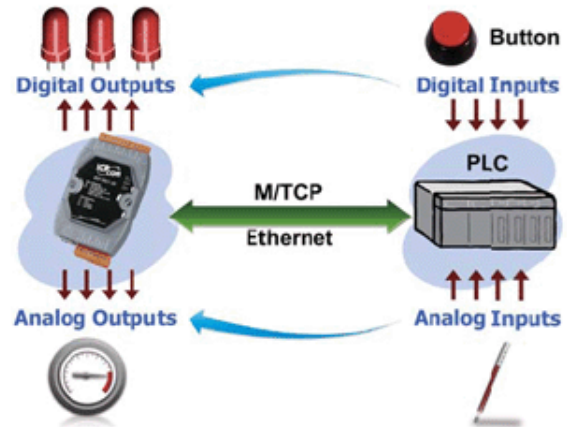 Button
Digital Outputs
Digital Inputs
PLC
M/TCP
Ethernet
Analog Outputs
Analog Inputs